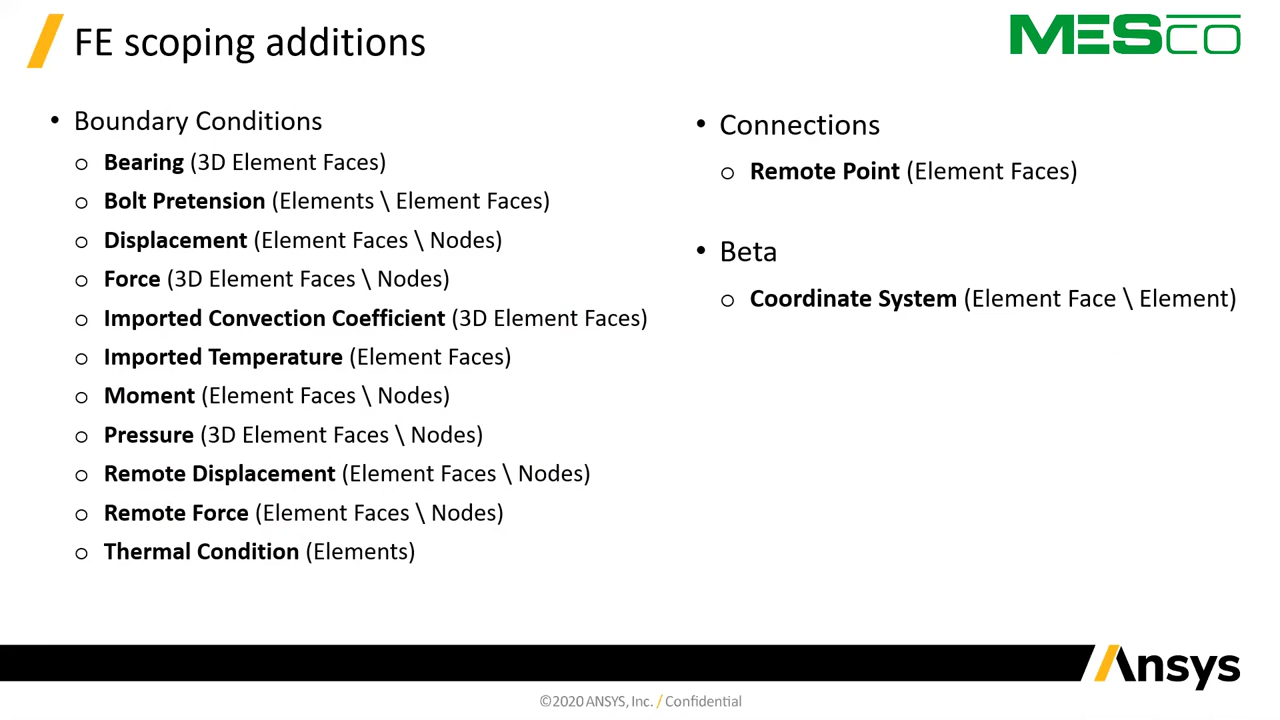 FE scoping additions
MESco
• Boundary Conditions
o Bearing (3D Element Faces)
o Bolt Pretension (Elements \ Element Faces)
o Displacement (Element Faces \ Nodes)
o Force (3D Element Faces \ Nodes)
o Imported Convection Coefficient (3D Element Faces)
o Imported Temperature (Element Faces)
o Moment (Element Faces \ Nodes)
o Pressure (3D Element Faces \ Nodes)
o Remote Displacement (Element Faces \ Nodes)
o Remote Force (Element Faces \ Nodes)
o Thermal Condition (Elements)
• Connections
o Remote Point (Element Faces)
• Beta
o Coordinate System (Element Face \ Element)
Ansys
©2020 ANSYS, Inc. / Confidential